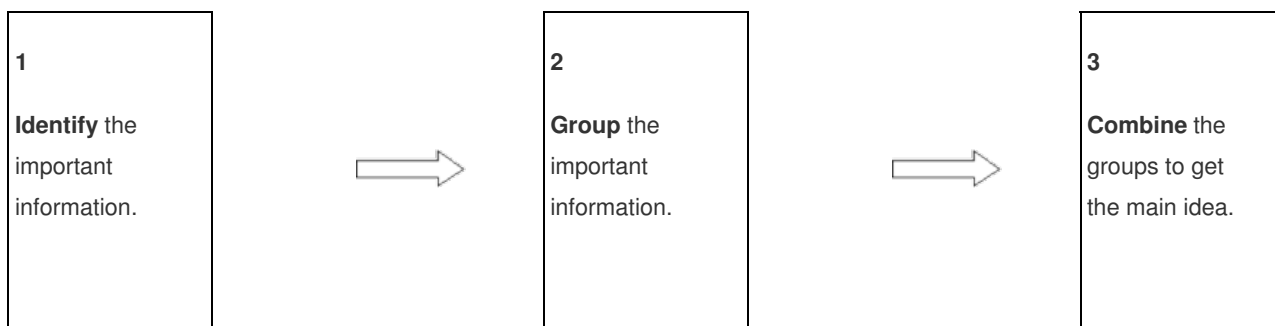 1
Identify the
important
information.
2
Group the
important
information.
3
Combine the
groups to get
the main idea.